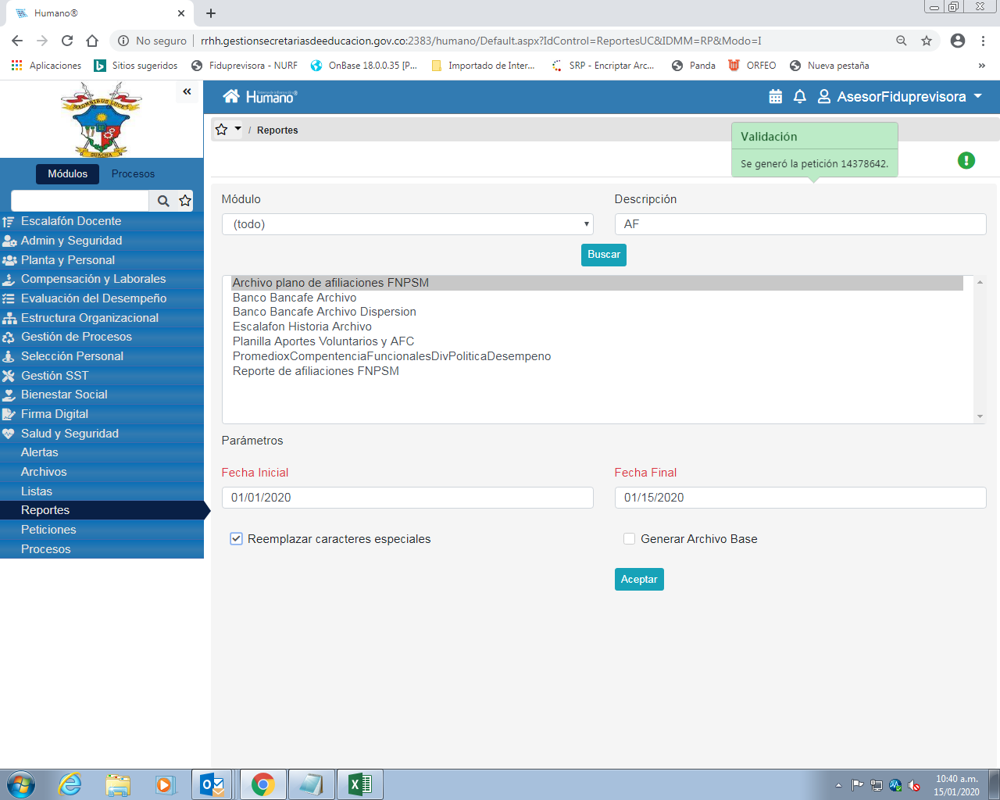 Humano®
No seguro
rrhh.gestionsecretariasdeeducacion.gov.co:2383/humano/Default.aspx?IdControl=ReportesUC&IDMM=RP&Modo=I
Aplicaciones
Sitios sugeridos
Fiduprevisora - NURF
OnBase 18.0.0.35 [P...
Importado de Inter...
SRP - Encriptar Arc...
Panda
ORFEO
Nueva pestaña
»
«
Humano®
AsesorFiduprevisora
/ Reportes
Validación
Se generó la petición 14378642.
SOACHA
Módulos
Procesos
Escalafón Docente
Admin y Seguridad
Planta y Personal
Compensación y Laborales
Evaluación del Desempeño
Estructura Organizacional
Gestión de Procesos
Selección Personal
Gestión SST
Bienestar Social
Firma Digital
Salud y Seguridad
Alertas
Archivos
Listas
Reportes
Peticiones
Procesos
Módulo
Descripción
(todo)
AF
Buscar
Archivo plano de afiliaciones FNPSM
Banco Bancafe Archivo
Banco Bancafe Archivo Dispersion
Escalafon Historia Archivo
Planilla Aportes Voluntarios y AFC
PromedioxCompentenciaFuncionalesDivPoliticaDesempeno
Reporte de afiliaciones FNPSM
Parámetros
Fecha Inicial
Fecha Final
01/01/2020
01/15/2020
Reemplazar caracteres especiales
Generar Archivo Base
Aceptar
10:40 a.m.
15/01/2020